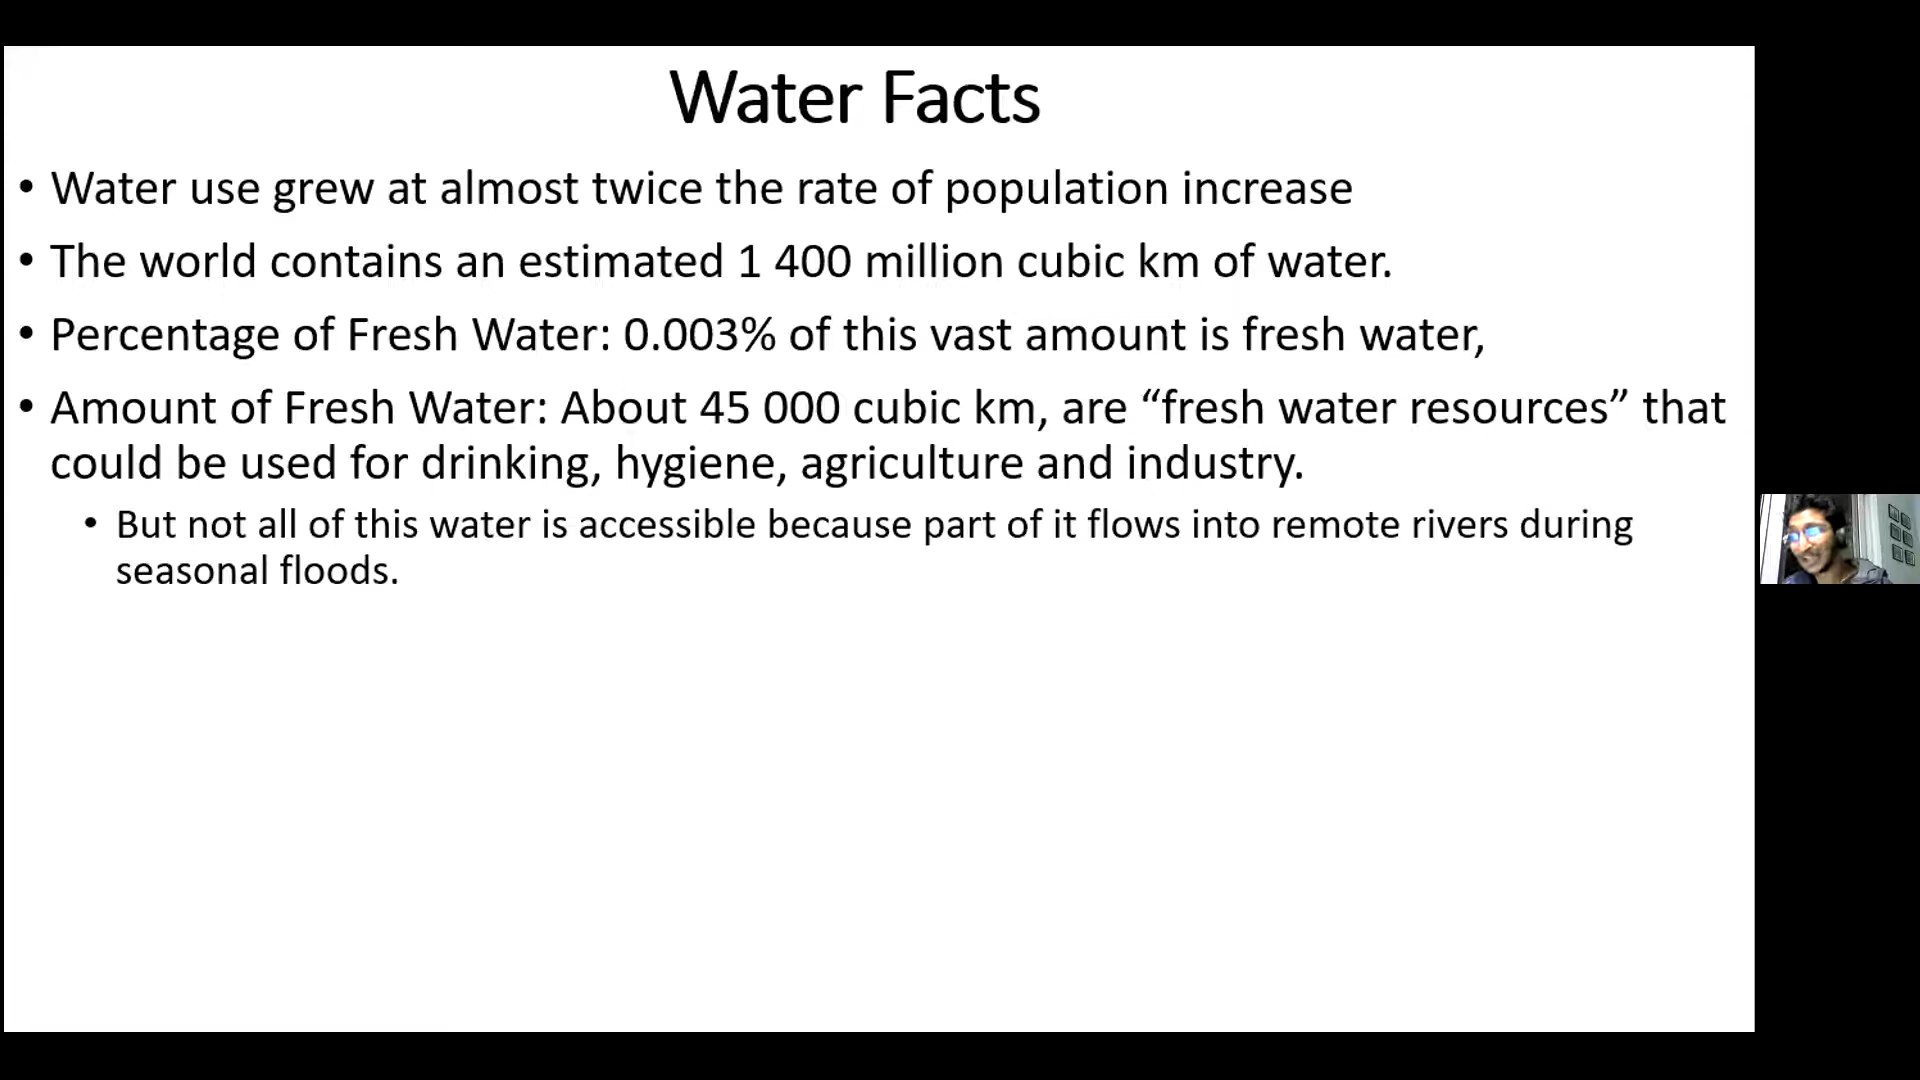 Water Facts
• Water use grew at almost twice the rate of population increase
• The world contains an estimated 1 400 million cubic km of water.
• Percentage of Fresh Water: 0.003% of this vast amount is fresh water,
• Amount of Fresh Water: About 45 000 cubic km, are “fresh water resources” that
could be used for drinking, hygiene, agriculture and industry.
• But not all of this water is accessible because part of it flows into remote rivers during
seasonal floods.